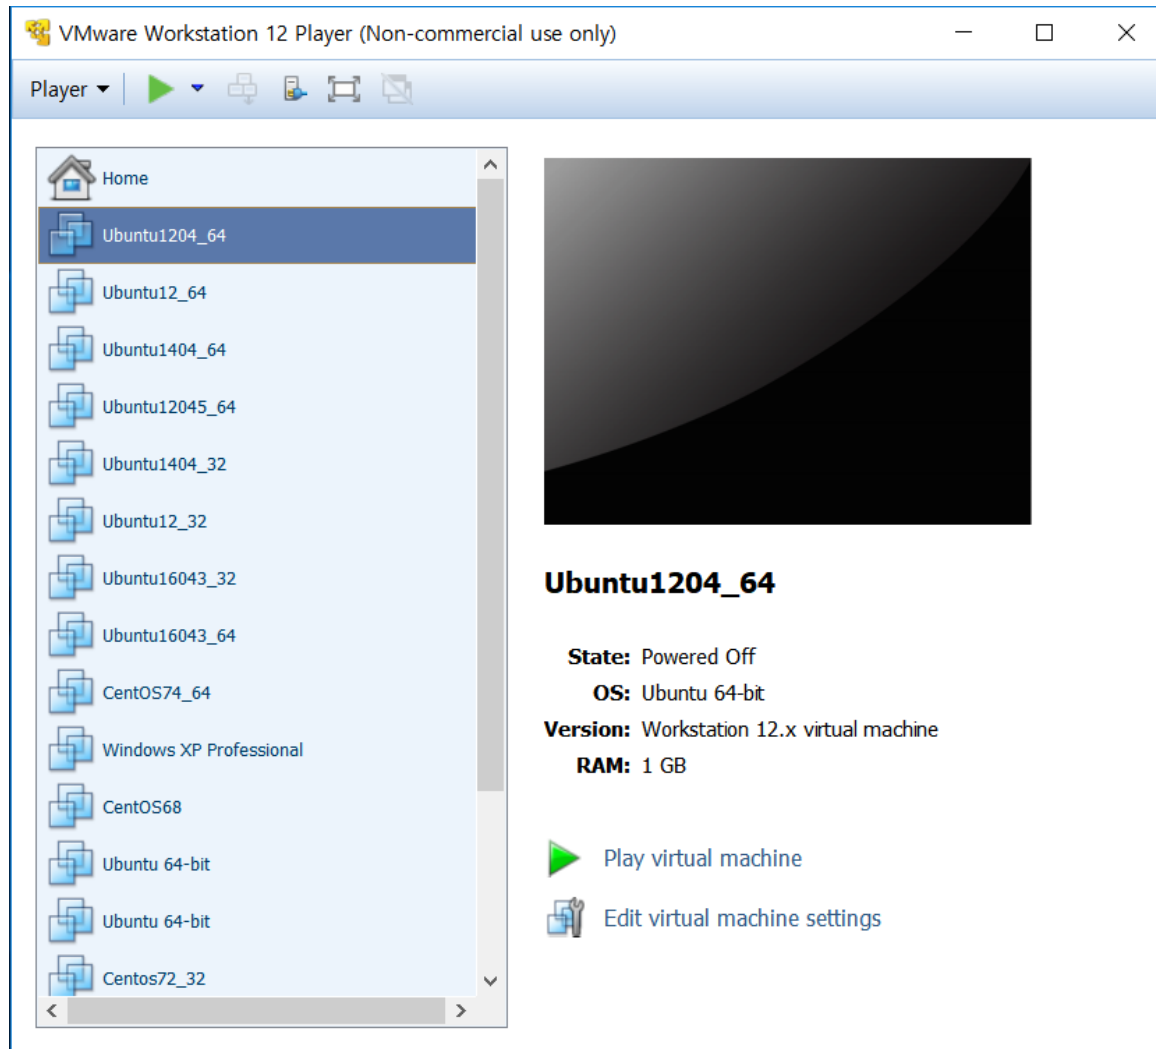 VMware Workstation 12 Player (Non-commercial use only)
Player
Home
Ubuntu1204_64
Ubuntu12_64
Ubuntu1404_64
Ubuntu12045_64
Ubuntu1404_32
Ubuntu12_32
Ubuntu16043_32
Ubuntu16043_64
CentOS74_64
Windows XP Professional
CentOS68
Ubuntu 64-bit
Ubuntu 64-bit
Centos72_32
Ubuntu1204_64
State: Powered Off
OS: Ubuntu 64-bit
Version: Workstation 12.x virtual machine
RAM: 1 GB
Play virtual machine
Edit virtual machine settings